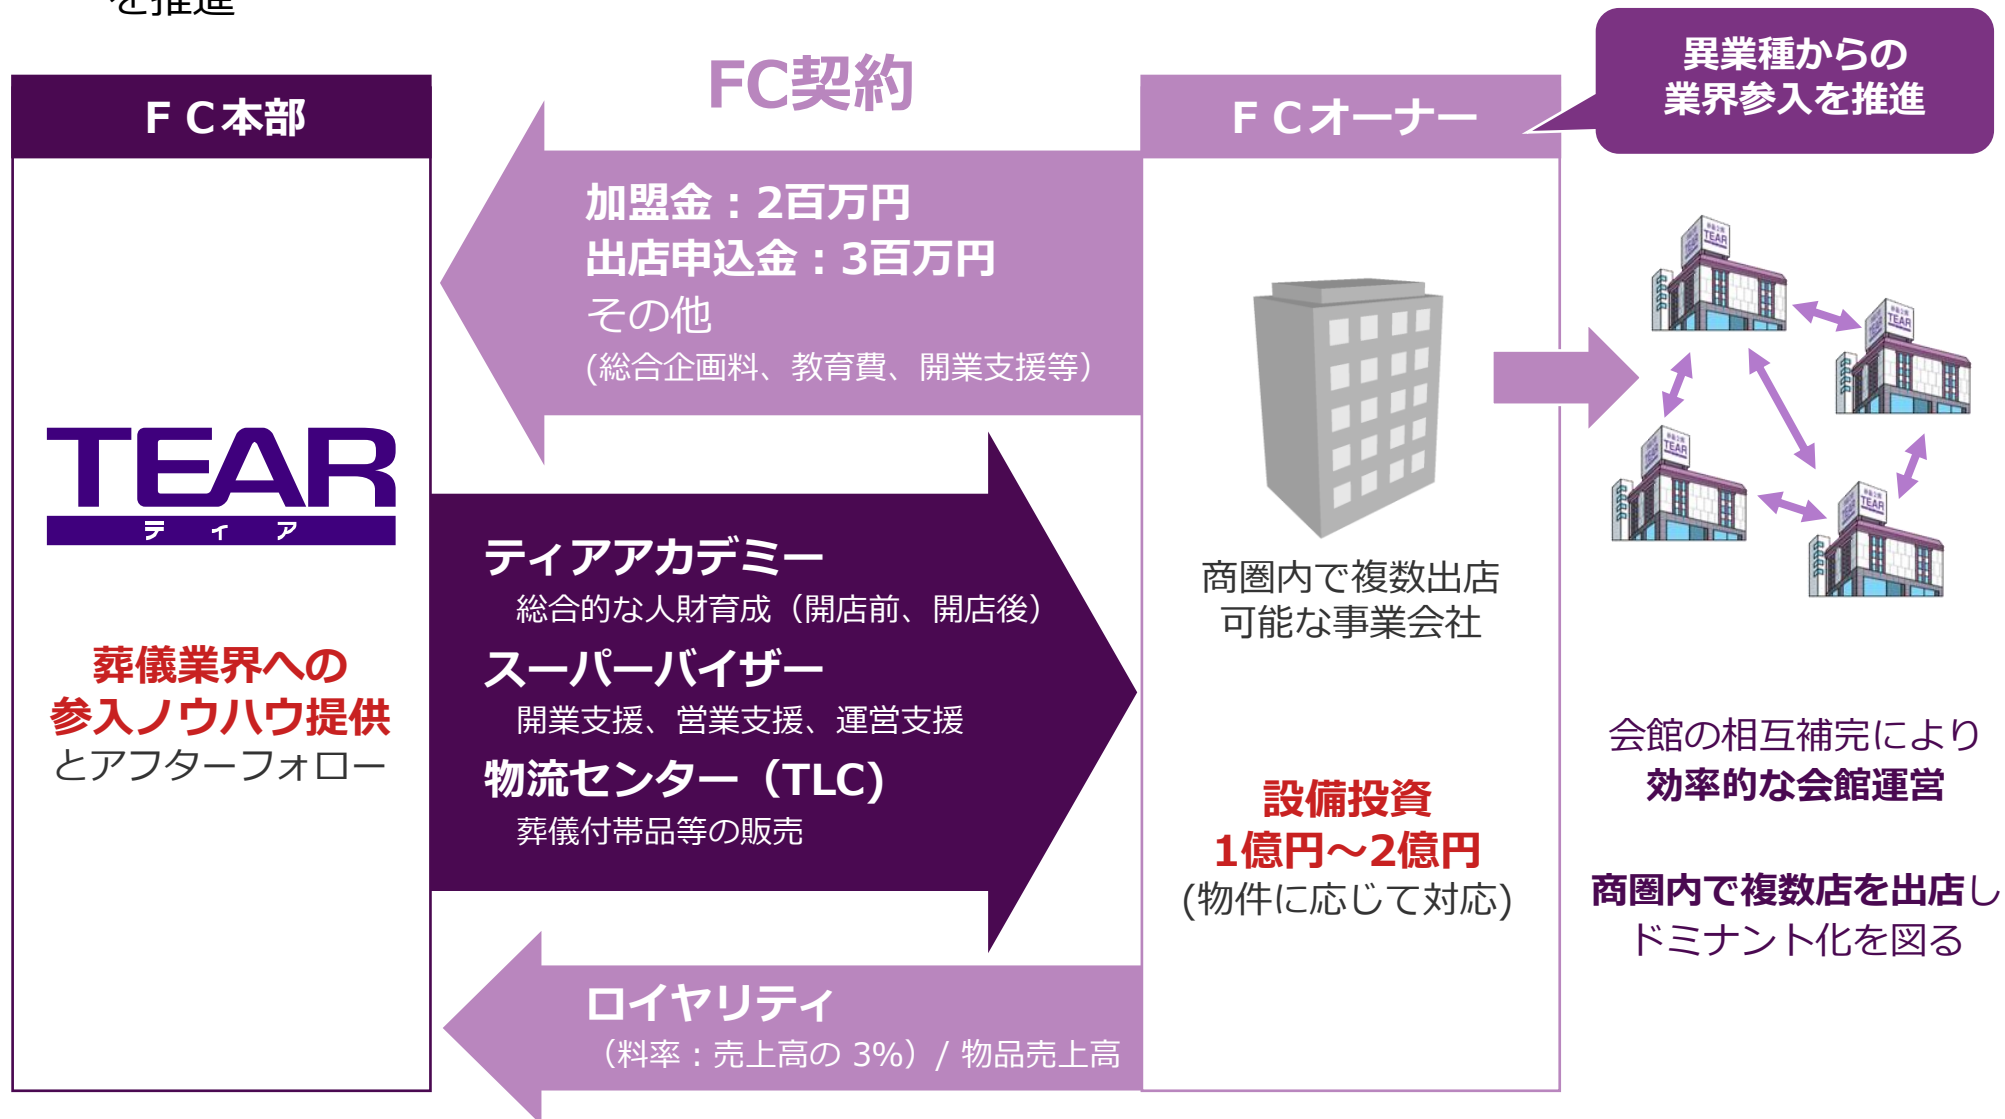 を推進
FC契約
異業種からの
業界参入を推進
ＦＣ本部
ＦＣオーナー
加盟金：2百万円
出店申込金：3百万円
その他
(総合企画料、教育費、開業支援等）
TEAR
ティア
葬儀業界への
参入ノウハウ提供
とアフターフォロー
ティアアカデミー
総合的な人財育成（開店前、開店後）
スーパーバイザー
開業支援、営業支援、運営支援
物流センター（TLC)
葬儀付帯品等の販売
ロイヤリティ
（料率：売上高の 3%）/ 物品売上高
商圏内で複数出店
可能な事業会社
設備投資
1億円～2億円
(物件に応じて対応)
TEAR
TEAR
TEAR
TEAR
会館の相互補完により
効率的な会館運営
商圏内で複数店を出店し
ドミナント化を図る